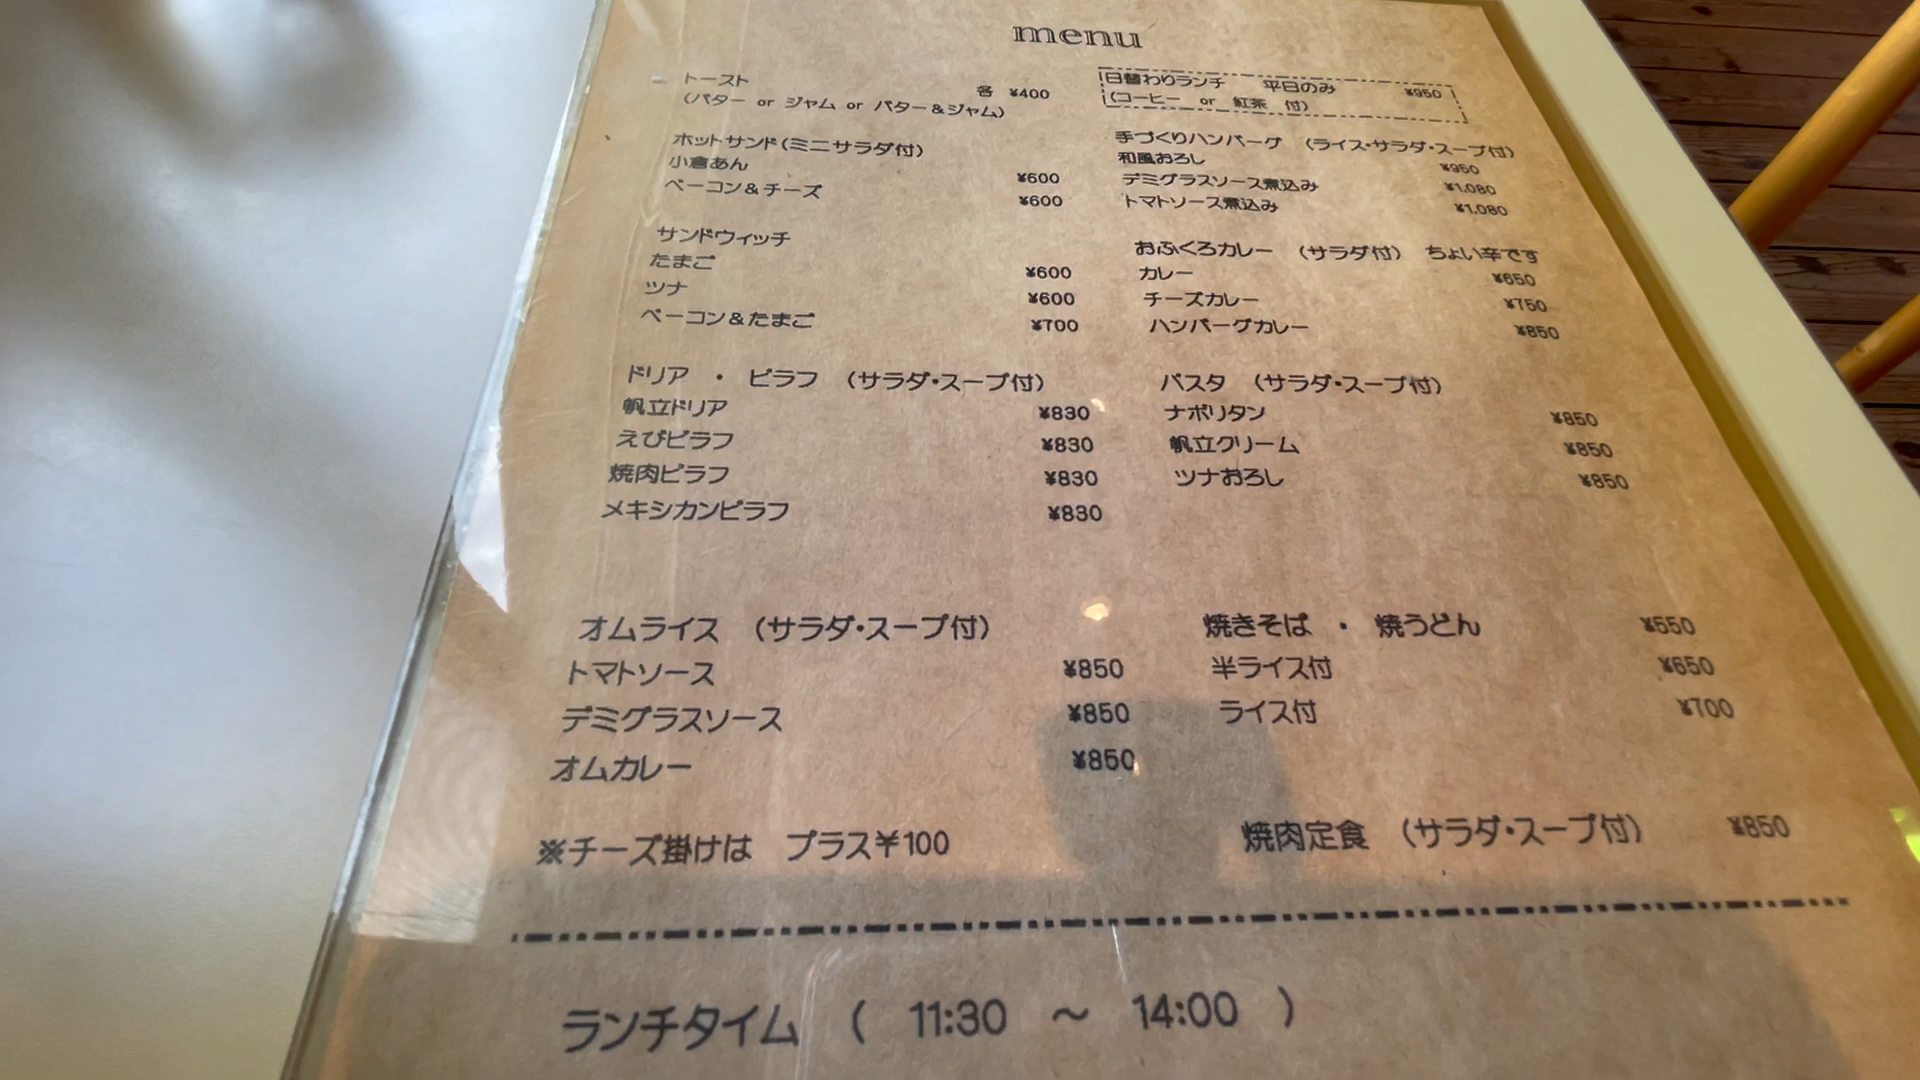 menu
トースト 各 ¥400
(バター or ジャム or バター&ジャム)
ホットサンド(ミニサラダ付)
小倉あん ¥600
ベーコン&チーズ ¥600
サンドウィッチ
たまご ¥600
ツナ ¥600
ベーコン&たまご ¥700
ドリア ・ ピラフ (サラダ・スープ付)
帆立ドリア ¥830
えびピラフ ¥830
焼肉ピラフ ¥830
メキシカンピラフ ¥830
オムライス (サラダ・スープ付)
トマトソース ¥850
デミグラスソース ¥850
オムカレー ¥850
※チーズ掛けは プラス¥100
日替わりランチ 平日のみ ¥950
(コーヒー or 紅茶 付)
手づくりハンバーグ (ライス・サラダ・スープ付)
和風おろし ¥950
デミグラスソース煮込み ¥1,080
トマトソース煮込み ¥1,080
おふくろカレー (サラダ付) ちょい辛です
カレー ¥650
チーズカレー ¥750
ハンバーグカレー ¥850
パスタ (サラダ・スープ付)
ナポリタン ¥850
帆立クリーム ¥850
ツナおろし ¥850
焼きそば ・ 焼うどん ¥550
半ライス付 ¥650
ライス付 ¥700
焼肉定食 (サラダ・スープ付) ¥850
ランチタイム ( 11:30 ～ 14:00 )